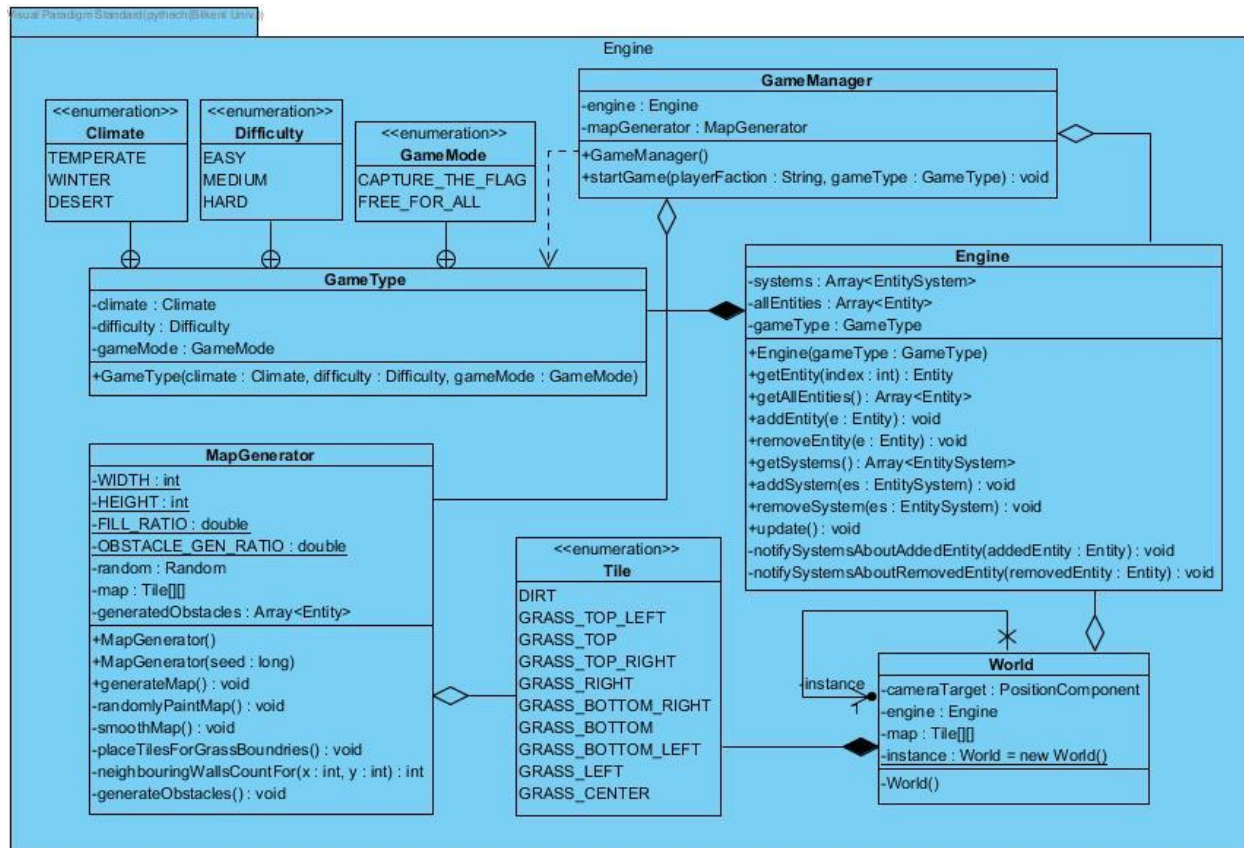 Visual Paradigm Standard(pythech(Bilkent Univ.))
Engine
GameManager
-engine : Engine
-mapGenerator : MapGenerator
+GameManager()
+startGame(playerFaction : String, gameType : GameType) : void
<<enumeration>>
Climate
TEMPERATE
WINTER
DESERT
<<enumeration>>
Difficulty
EASY
MEDIUM
HARD
<<enumeration>>
GameMode
CAPTURE_THE_FLAG
FREE_FOR_ALL
GameType
-climate : Climate
-difficulty : Difficulty
-gameMode : GameMode
+GameType(climate : Climate, difficulty : Difficulty, gameMode : GameMode)
Engine
-systems : Array<EntitySystem>
-allEntities : Array<Entity>
-gameType : GameType
+Engine(gameType : GameType)
+getEntity(index : int) : Entity
+getAllEntities() : Array<Entity>
+addEntity(e : Entity) : void
+removeEntity(e : Entity) : void
+getSystems() : Array<EntitySystem>
+addSystem(es : EntitySystem) : void
+removeSystem(es : EntitySystem) : void
+update() : void
-notifySystemsAboutAddedEntity(addedEntity : Entity) : void
-notifySystemsAboutRemovedEntity(removedEntity : Entity) : void
MapGenerator
-WIDTH : int
-HEIGHT : int
-FILL_RATIO : double
-OBSTACLE_GEN_RATIO : double
-random : Random
-map : Tile[][]
-generatedObstacles : Array<Entity>
+MapGenerator()
+MapGenerator(seed : long)
+generateMap() : void
-randomlyPaintMap() : void
-smoothMap() : void
-placeTilesForGrassBoundries() : void
-neighbouringWallsCountFor(x : int, y : int) : int
-generateObstacles() : void
<<enumeration>>
Tile
DIRT
GRASS_TOP_LEFT
GRASS_TOP
GRASS_TOP_RIGHT
GRASS_RIGHT
GRASS_BOTTOM_RIGHT
GRASS_BOTTOM
GRASS_BOTTOM_LEFT
GRASS_LEFT
GRASS_CENTER
-instance
1
World
-cameraTarget : PositionComponent
-engine : Engine
-map : Tile[][]
-instance : World = new World()
-World()